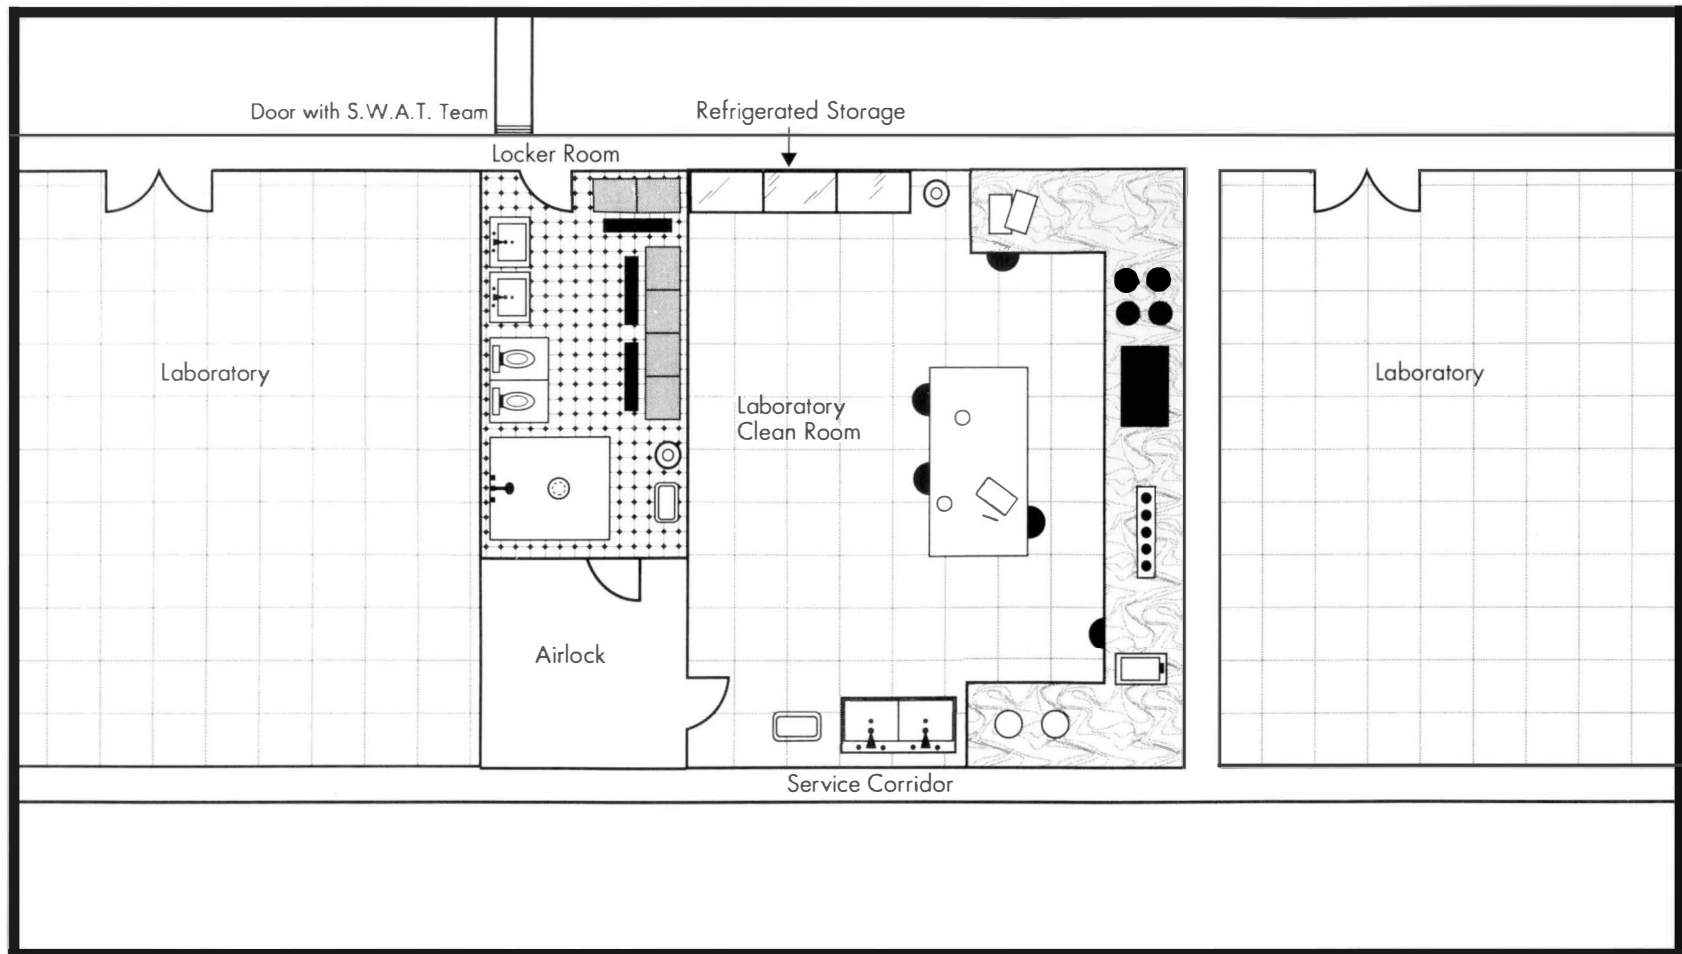 Door with S.W.A.T. Team
Refrigerated Storage
Locker Room
Laboratory
Laboratory
Clean Room
Laboratory
Airlock
Service Corridor